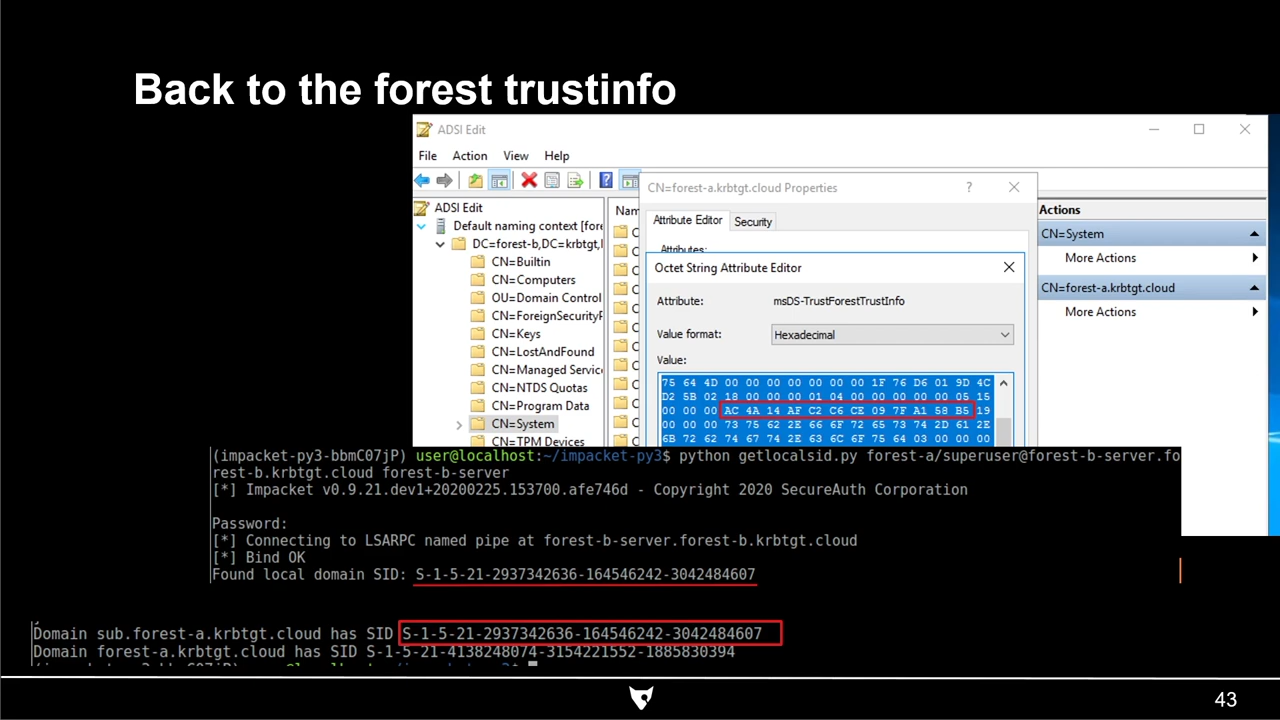 Back to the forest trustinfo
ADSI Edit
File Action View Help
ADSI Edit
Default naming context [fore
DC=forest-b,DC=krbtgt,
CN=Builtin
CN=Computers
OU=Domain Control
CN=ForeignSecurityP
CN=Keys
CN=LostAndFound
CN=Managed Service
CN=NTDS Quotas
CN=Program Data
CN=System
CN=TPM Devices
Nam
CN=forest-a.krbtgt.cloud Properties
Attribute Editor Security
Attributes:
Octet String Attribute Editor
Attribute: msDS-TrustForestTrustInfo
Value format: Hexadecimal
Value:
75 64 4D 00 00 00 00 00 00 00 1F 76 D6 01 9D 4C
D2 5B 02 18 00 00 00 01 04 00 00 00 00 00 05 15
00 00 00 AC 4A 14 AF C2 C6 CE 09 7F A1 58 B5 19
00 00 00 73 75 62 2E 66 6F 72 65 73 74 2D 61 2E
6B 72 62 74 67 74 2E 63 6C 6F 75 64 03 00 00 00
Actions
CN=System
More Actions
CN=forest-a.krbtgt.cloud
More Actions
(impacket-py3-bbmC07jP) user@localhost:~/impacket-py3$ python getlocalsid.py forest-a/superuser@forest-b-server.fo
rest-b.krbtgt.cloud forest-b-server
[*] Impacket v0.9.21.dev1+20200225.153700.afe746d - Copyright 2020 SecureAuth Corporation
Password:
[*] Connecting to LSARPC named pipe at forest-b-server.forest-b.krbtgt.cloud
[*] Bind OK
Found local domain SID: S-1-5-21-2937342636-164546242-3042484607
Domain sub.forest-a.krbtgt.cloud has SID S-1-5-21-2937342636-164546242-3042484607
Domain forest-a.krbtgt.cloud has SID S-1-5-21-4138248074-3154221552-1885830394
43